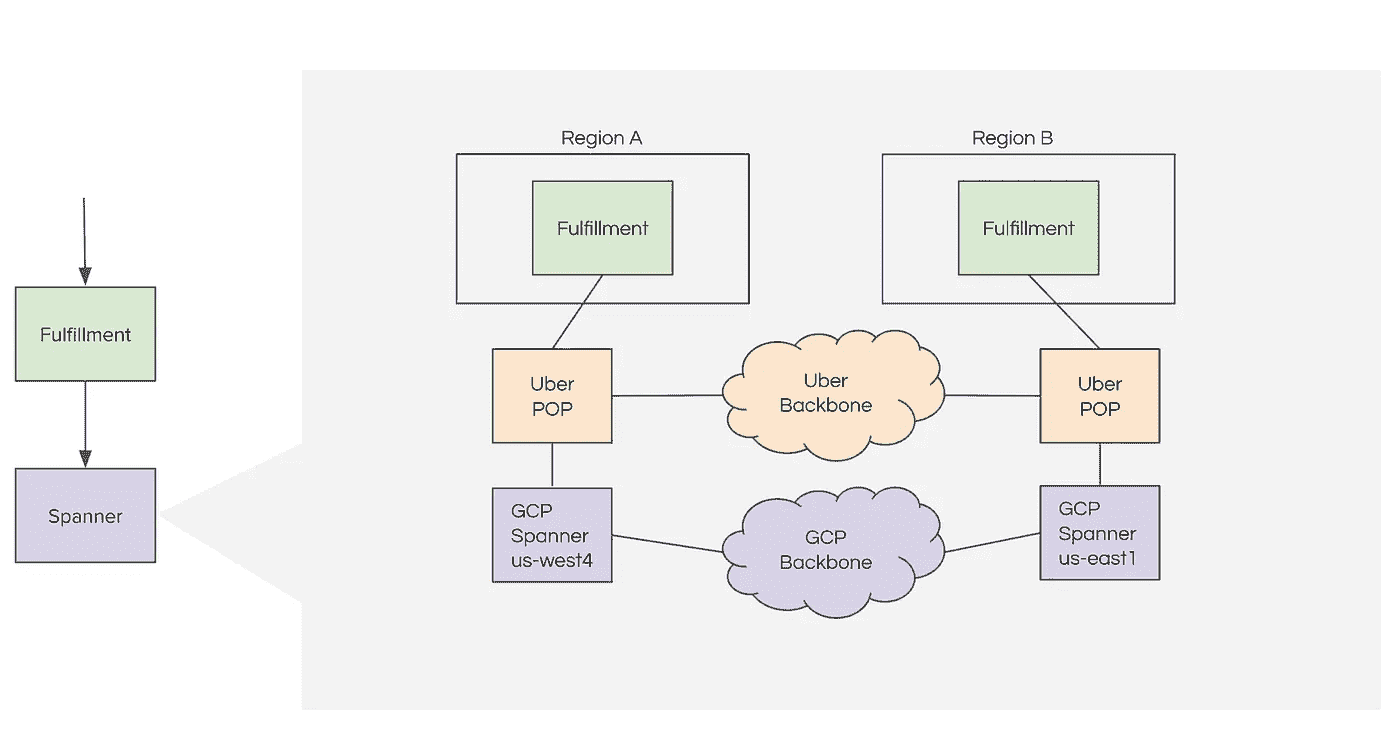 Region A
Region B
Fulfillment
Fulfillment
Fulfillment
Uber
POP
Uber
Backbone
Uber
POP
Spanner
GCP
Spanner
us-west4
GCP
Backbone
GCP
Spanner
us-east1